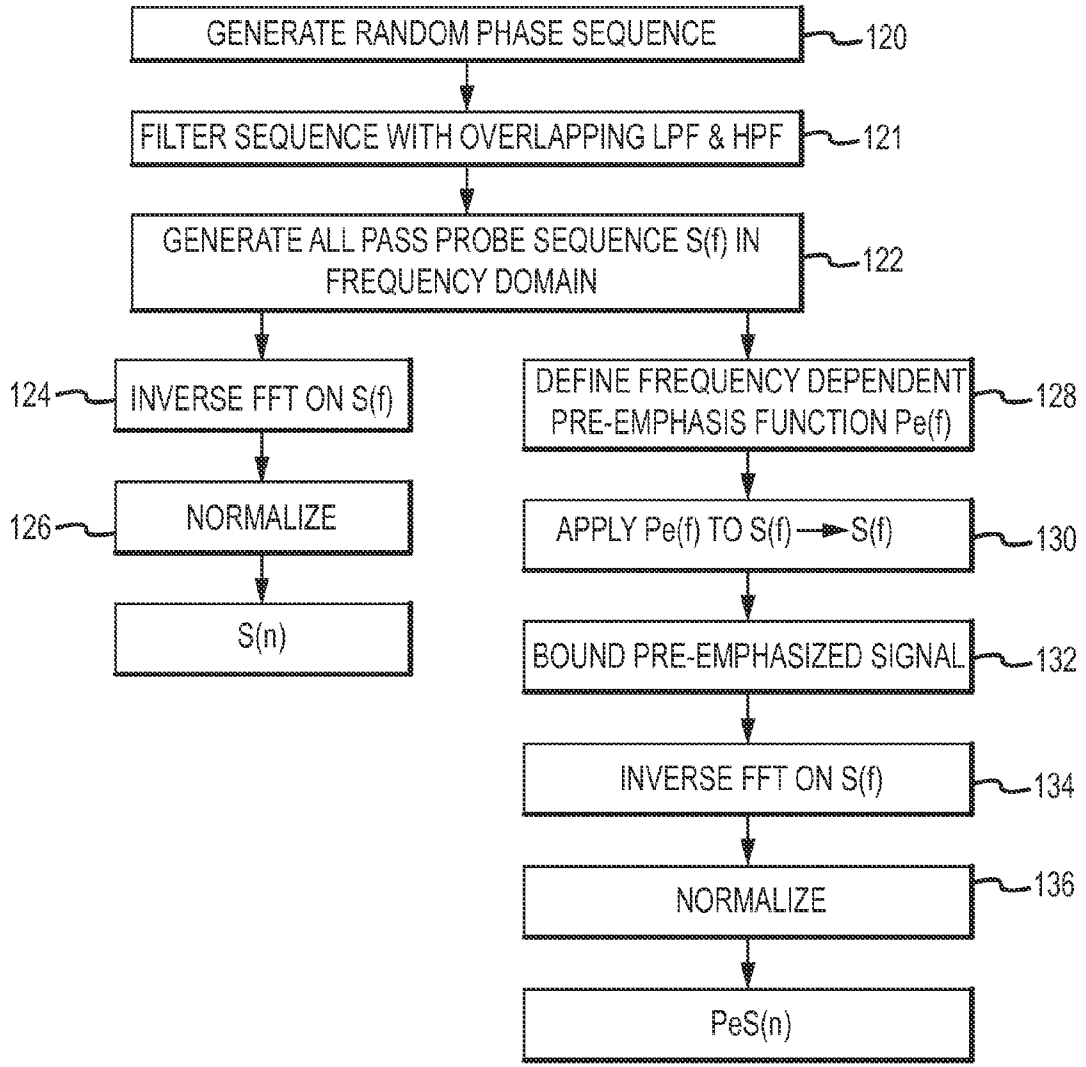 GENERATE RANDOM PHASE SEQUENCE
120
FILTER SEQUENCE WITH OVERLAPPING LPF & HPF
121
GENERATE ALL PASS PROBE SEQUENCE S(f) IN
FREQUENCY DOMAIN
122
124
INVERSE FFT ON S(f)
126
NORMALIZE
S(n)
DEFINE FREQUENCY DEPENDENT
PRE-EMPHASIS FUNCTION Pe(f)
128
APPLY Pe(f) TO S(f) → S(f)
130
BOUND PRE-EMPHASIZED SIGNAL
132
INVERSE FFT ON S(f)
134
NORMALIZE
136
PeS(n)